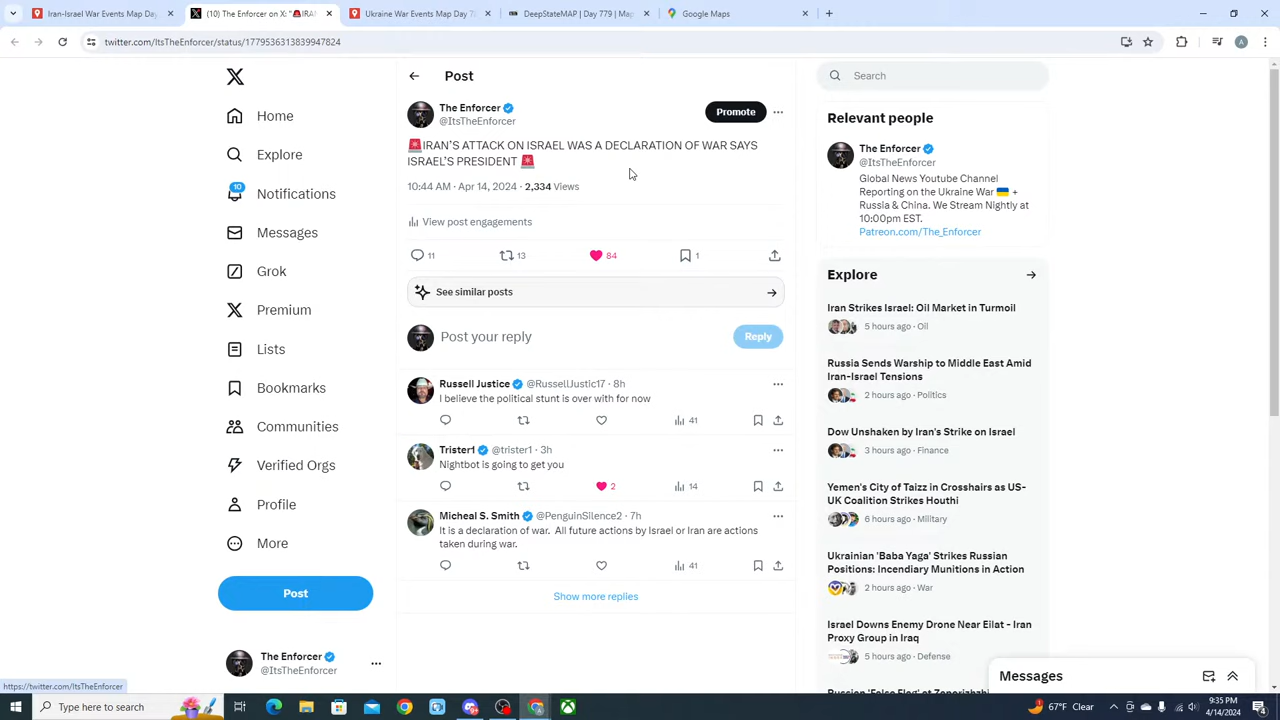 Iran-Israel War Events Map Day
(10) The Enforcer on X: "🚨IRAN
Ukraine War Events Map Day 78
DeepStateMAP | Day 779 | Map
Google Maps
twitter.com/ItsTheEnforcer/status/1779536313839947824
A
Home
Explore
10
Notifications
Messages
Grok
Premium
Lists
Bookmarks
Communities
Verified Orgs
Profile
More
Post
The Enforcer
@ItsTheEnforcer
Post
The Enforcer
@ItsTheEnforcer
Promote
🚨IRAN'S ATTACK ON ISRAEL WAS A DECLARATION OF WAR SAYS
ISRAEL'S PRESIDENT 🚨
10:44 AM · Apr 14, 2024 · 2,334 Views
View post engagements
11 13 84 1
See similar posts
Post your reply
Reply
Russell Justice @RussellJustic17 · 8h
I believe the political stunt is over with for now
41
Trister1 @trister1 · 3h
Nightbot is going to get you
2 14
Micheal S. Smith @PenguinSilence2 · 7h
It is a declaration of war. All future actions by Israel or Iran are actions
taken during war.
41
Show more replies
Search
Relevant people
The Enforcer
@ItsTheEnforcer
Global News Youtube Channel
Reporting on the Ukraine War 🇺🇦 +
Russia & China. We Stream Nightly at
10:00pm EST.
Patreon.com/The_Enforcer
Explore
Iran Strikes Israel: Oil Market in Turmoil
5 hours ago · Oil
Russia Sends Warship to Middle East Amid
Iran-Israel Tensions
2 hours ago · Politics
Dow Unshaken by Iran's Strike on Israel
3 hours ago · Finance
Yemen's City of Taizz in Crosshairs as US-
UK Coalition Strikes Houthi
6 hours ago · Military
Ukrainian 'Baba Yaga' Strikes Russian
Positions: Incendiary Munitions in Action
2 hours ago · War
Israel Downs Enemy Drone Near Eilat - Iran
Proxy Group in Iraq
5 hours ago · Defense
Messages
https://twitter.com/ItsTheEnforcer
Type here to search
67°F Clear
9:35 PM
4/14/2024